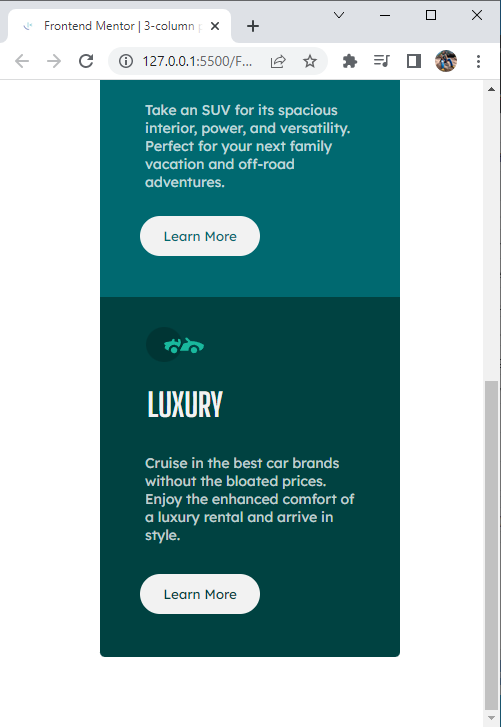 Frontend Mentor | 3-column p
127.0.0.1:5500/F...
Take an SUV for its spacious
interior, power, and versatility.
Perfect for your next family
vacation and off-road
adventures.
Learn More
LUXURY
Cruise in the best car brands
without the bloated prices.
Enjoy the enhanced comfort of
a luxury rental and arrive in
style.
Learn More